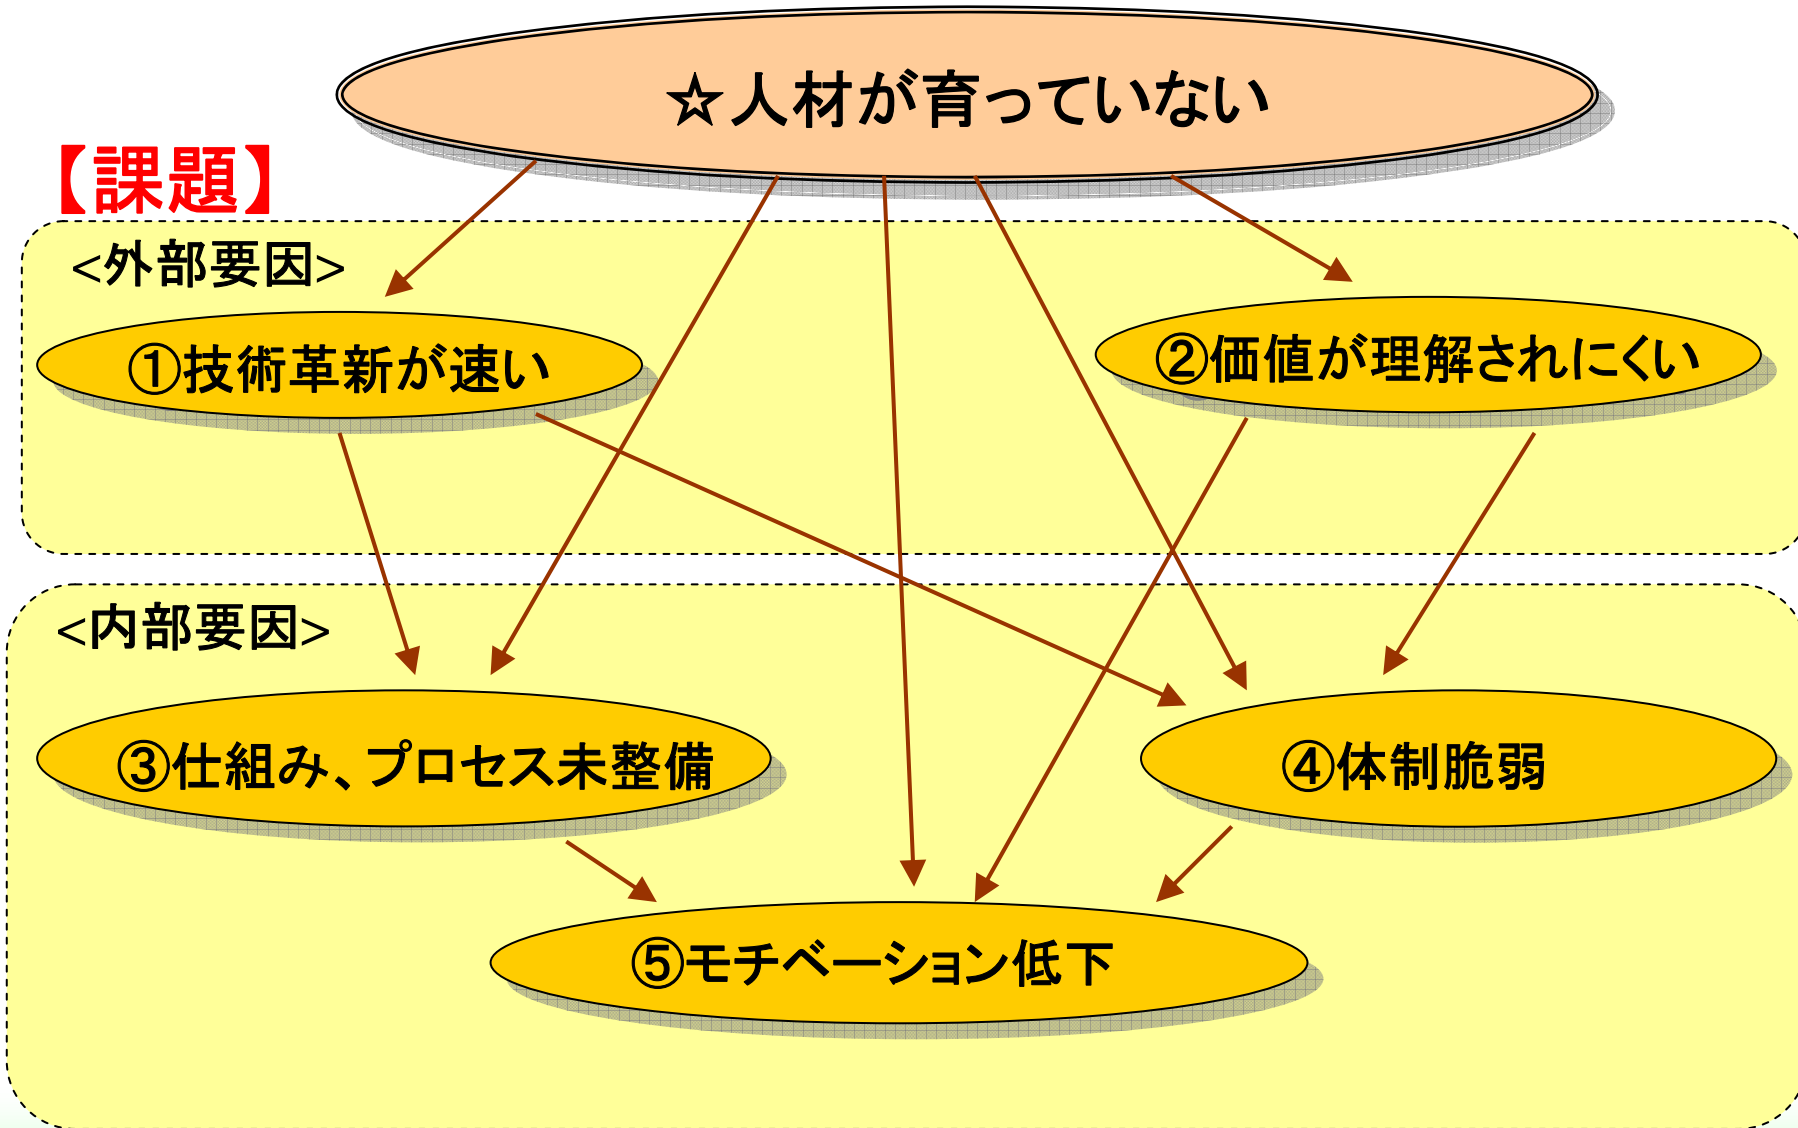 ☆人材が育っていない
【課題】
<外部要因>
①技術革新が速い
②価値が理解されにくい
<内部要因>
③仕組み、プロセス未整備
④体制脆弱
⑤モチベーション低下